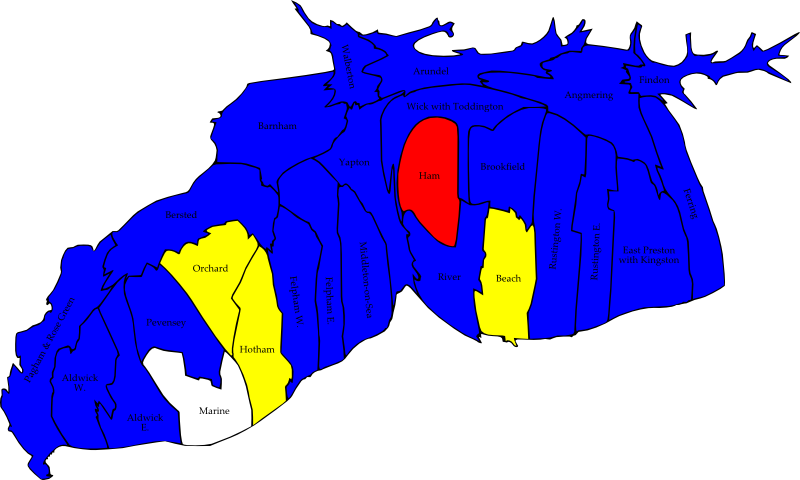 Arundel
Findon
Angmering
Wick with Toddington
Barnham
Yapton
Brookfield
Ham
Ferring
Bersted
Rustington W.
Rustington E.
East Preston
with Kingston
Orchard
River
Beach
Felpham W.
Felpham E.
Middleton-on-Sea
Pevensey
Hotham
Pagham & Rose Green
Aldwick
W.
Marine
Aldwick
E.